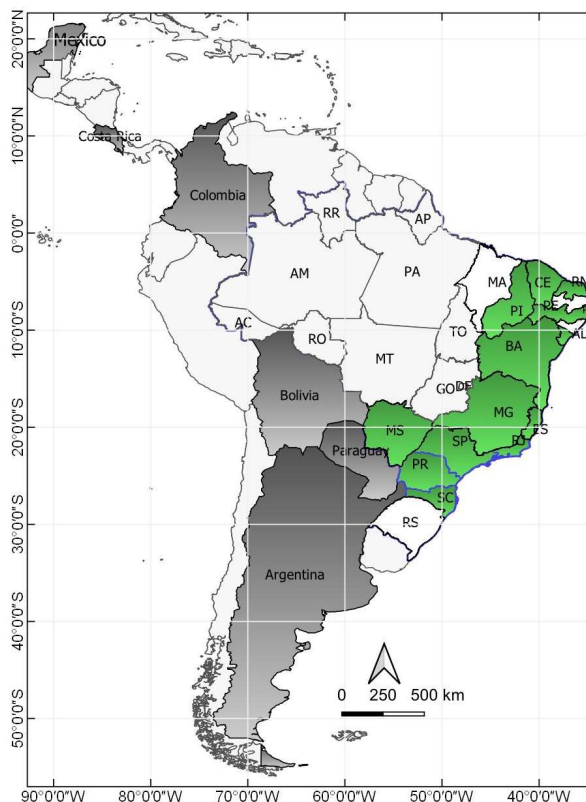 20°0'0"N
10°0'0"N
0°0'0"
10°0'0"S
20°0'0"S
30°0'0"S
40°0'0"S
50°0'0"S
Mexico
Costa Rica
Colombia
RR
AP
AM
PA
MA
CE
RN
PI
PE
AC
RO
TO
AL
MT
BA
GO
DF
Bolivia
MG
MS
ES
SP
RJ
Paraguay
PR
SC
RS
Argentina
0 250 500 km
90°0'0"W 80°0'0"W 70°0'0"W 60°0'0"W 50°0'0"W 40°0'0"W